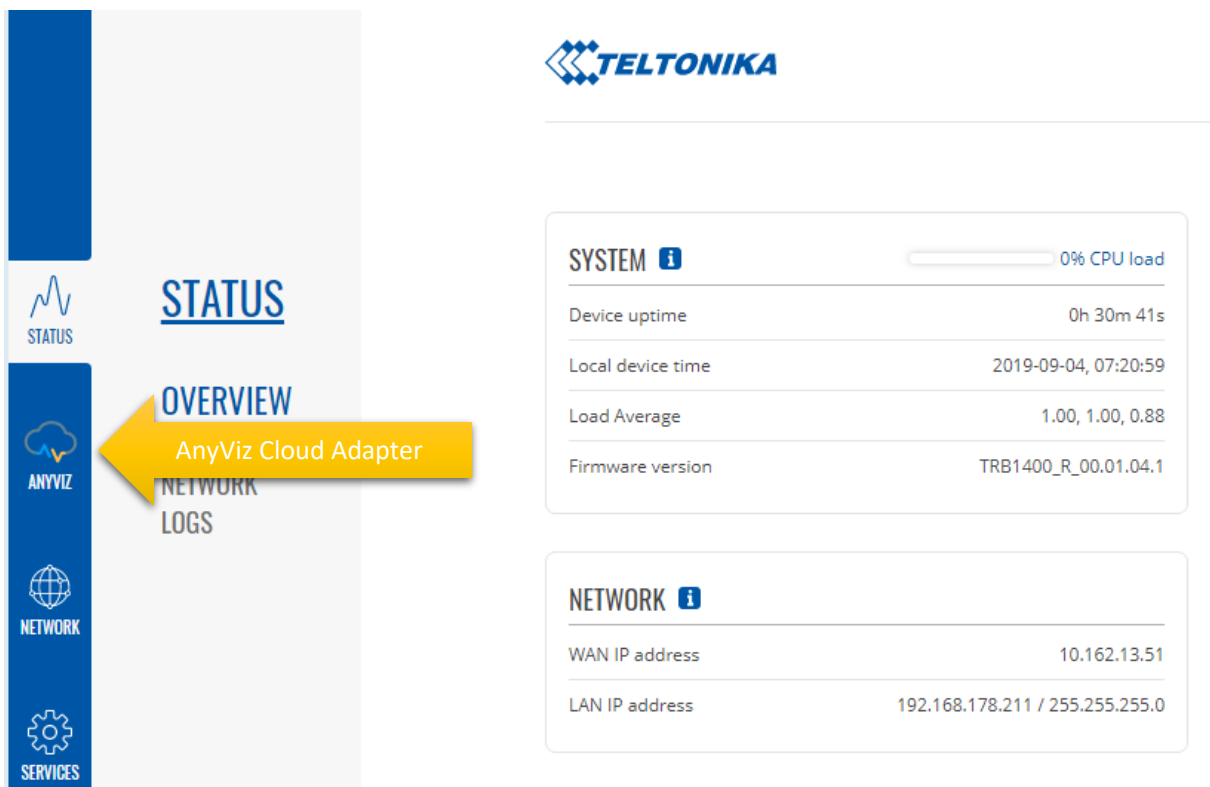 TELTONIKA
STATUS
ANYVIZ
NETWORK
SERVICES
STATUS
OVERVIEW
AnyViz Cloud Adapter
NETWORK
LOGS
SYSTEM
0% CPU load
Device uptime 0h 30m 41s
Local device time 2019-09-04, 07:20:59
Load Average 1.00, 1.00, 0.88
Firmware version TRB1400_R_00.01.04.1
NETWORK
WAN IP address 10.162.13.51
LAN IP address 192.168.178.211 / 255.255.255.0